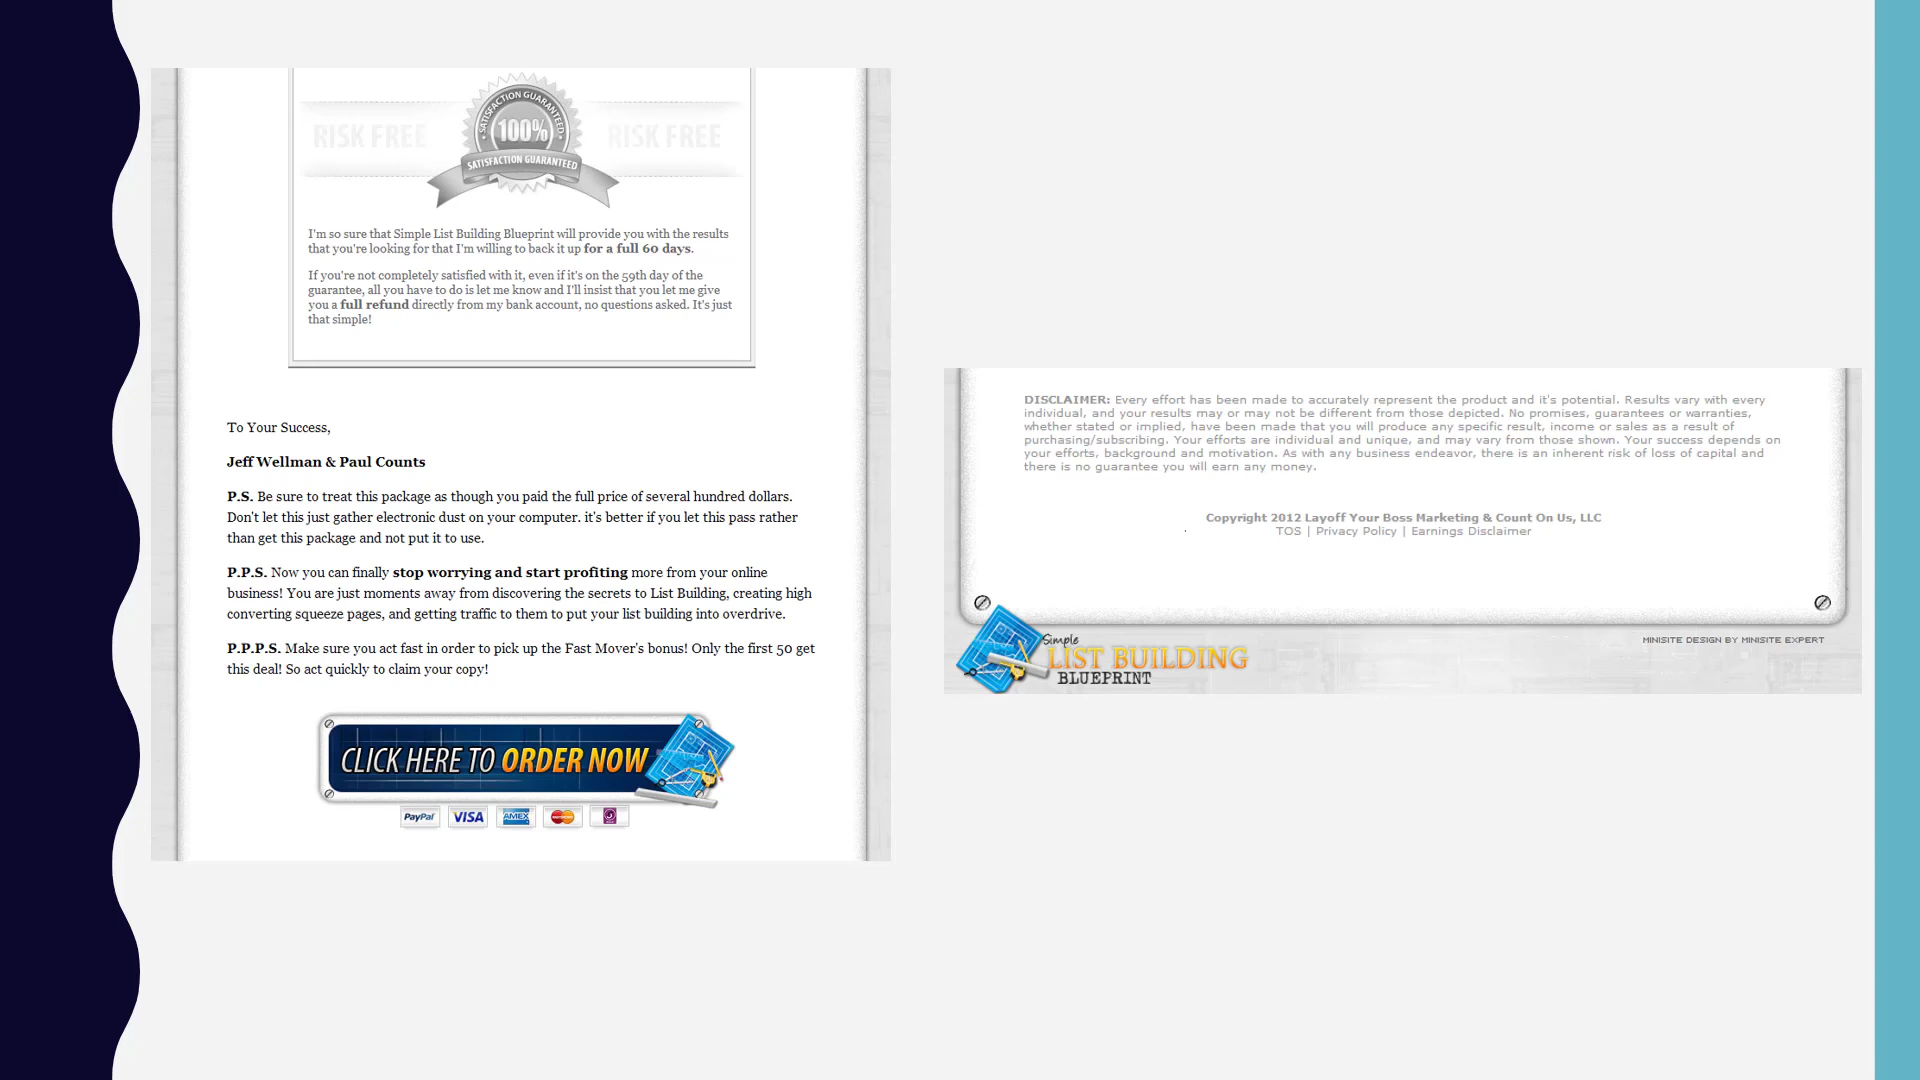 SATISFACTION GUARANTEED
RISK FREE
100%
RISK FREE
SATISFACTION GUARANTEED
I'm so sure that Simple List Building Blueprint will provide you with the results
that you're looking for that I'm willing to back it up for a full 60 days.
If you're not completely satisfied with it, even if it's on the 59th day of the
guarantee, all you have to do is let me know and I'll insist that you let me give
you a full refund directly from my bank account, no questions asked. It's just
that simple!
To Your Success,
Jeff Wellman & Paul Counts
P.S. Be sure to treat this package as though you paid the full price of several hundred dollars.
Don't let this just gather electronic dust on your computer. it's better if you let this pass rather
than get this package and not put it to use.
P.P.S. Now you can finally stop worrying and start profiting more from your online
business! You are just moments away from discovering the secrets to List Building, creating high
converting squeeze pages, and getting traffic to them to put your list building into overdrive.
P.P.P.S. Make sure you act fast in order to pick up the Fast Mover's bonus! Only the first 50 get
this deal! So act quickly to claim your copy!
CLICK HERE TO ORDER NOW
PayPal VISA AMEX
DISCLAIMER: Every effort has been made to accurately represent the product and it's potential. Results vary with every
individual, and your results may or may not be different from those depicted. No promises, guarantees or warranties,
whether stated or implied, have been made that you will produce any specific result, income or sales as a result of
purchasing/subscribing. Your efforts are individual and unique, and may vary from those shown. Your success depends on
your efforts, background and motivation. As with any business endeavor, there is an inherent risk of loss of capital and
there is no guarantee you will earn any money.
Copyright 2012 Layoff Your Boss Marketing & Count On Us, LLC
TOS | Privacy Policy | Earnings Disclaimer
MINISITE DESIGN BY MINISITE EXPERT
Simple
LIST BUILDING
BLUEPRINT